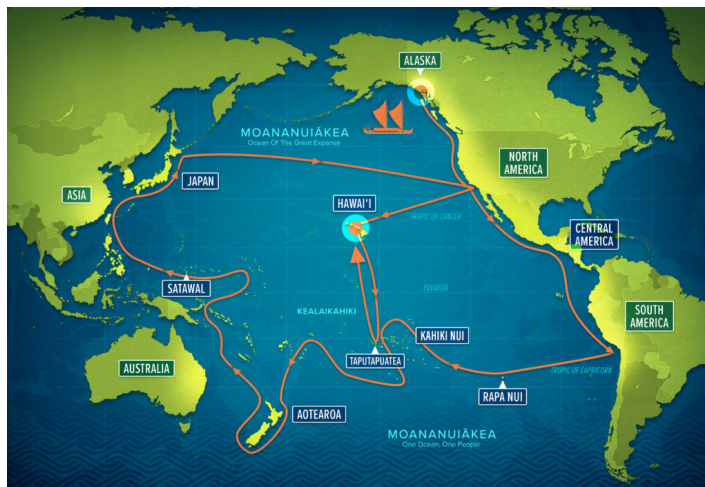 ALASKA
MOANANUIĀKEA
Ocean Of The Great Expanse
NORTH
AMERICA
JAPAN
ASIA
HAWAI‘I
TROPIC OF CANCER
CENTRAL
AMERICA
SATAWAL
EQUATOR
KEALAIKAHIKI
SOUTH
AMERICA
KAHIKI NUI
TAPUTAPUATEA
AUSTRALIA
TROPIC OF CAPRICORN
RAPA NUI
AOTEAROA
MOANANUIĀKEA
One Ocean, One People